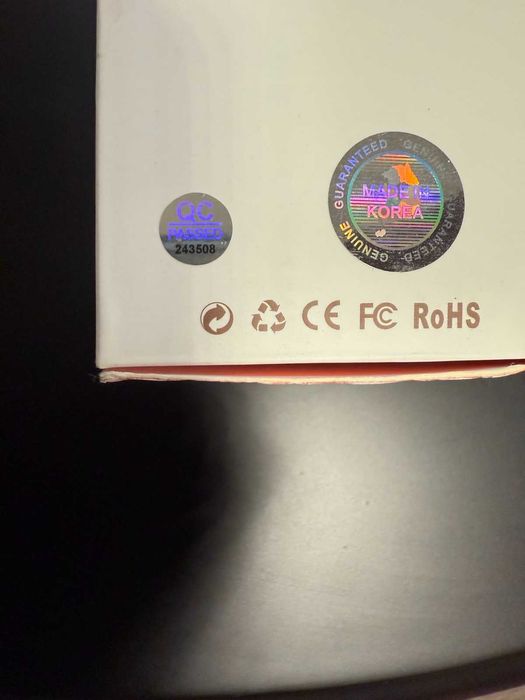 GENUINE GUARANTEED GENUINE GUARANTEED
MADE IN
KOREA
QC
PASSED
243508
CE FC RoHS